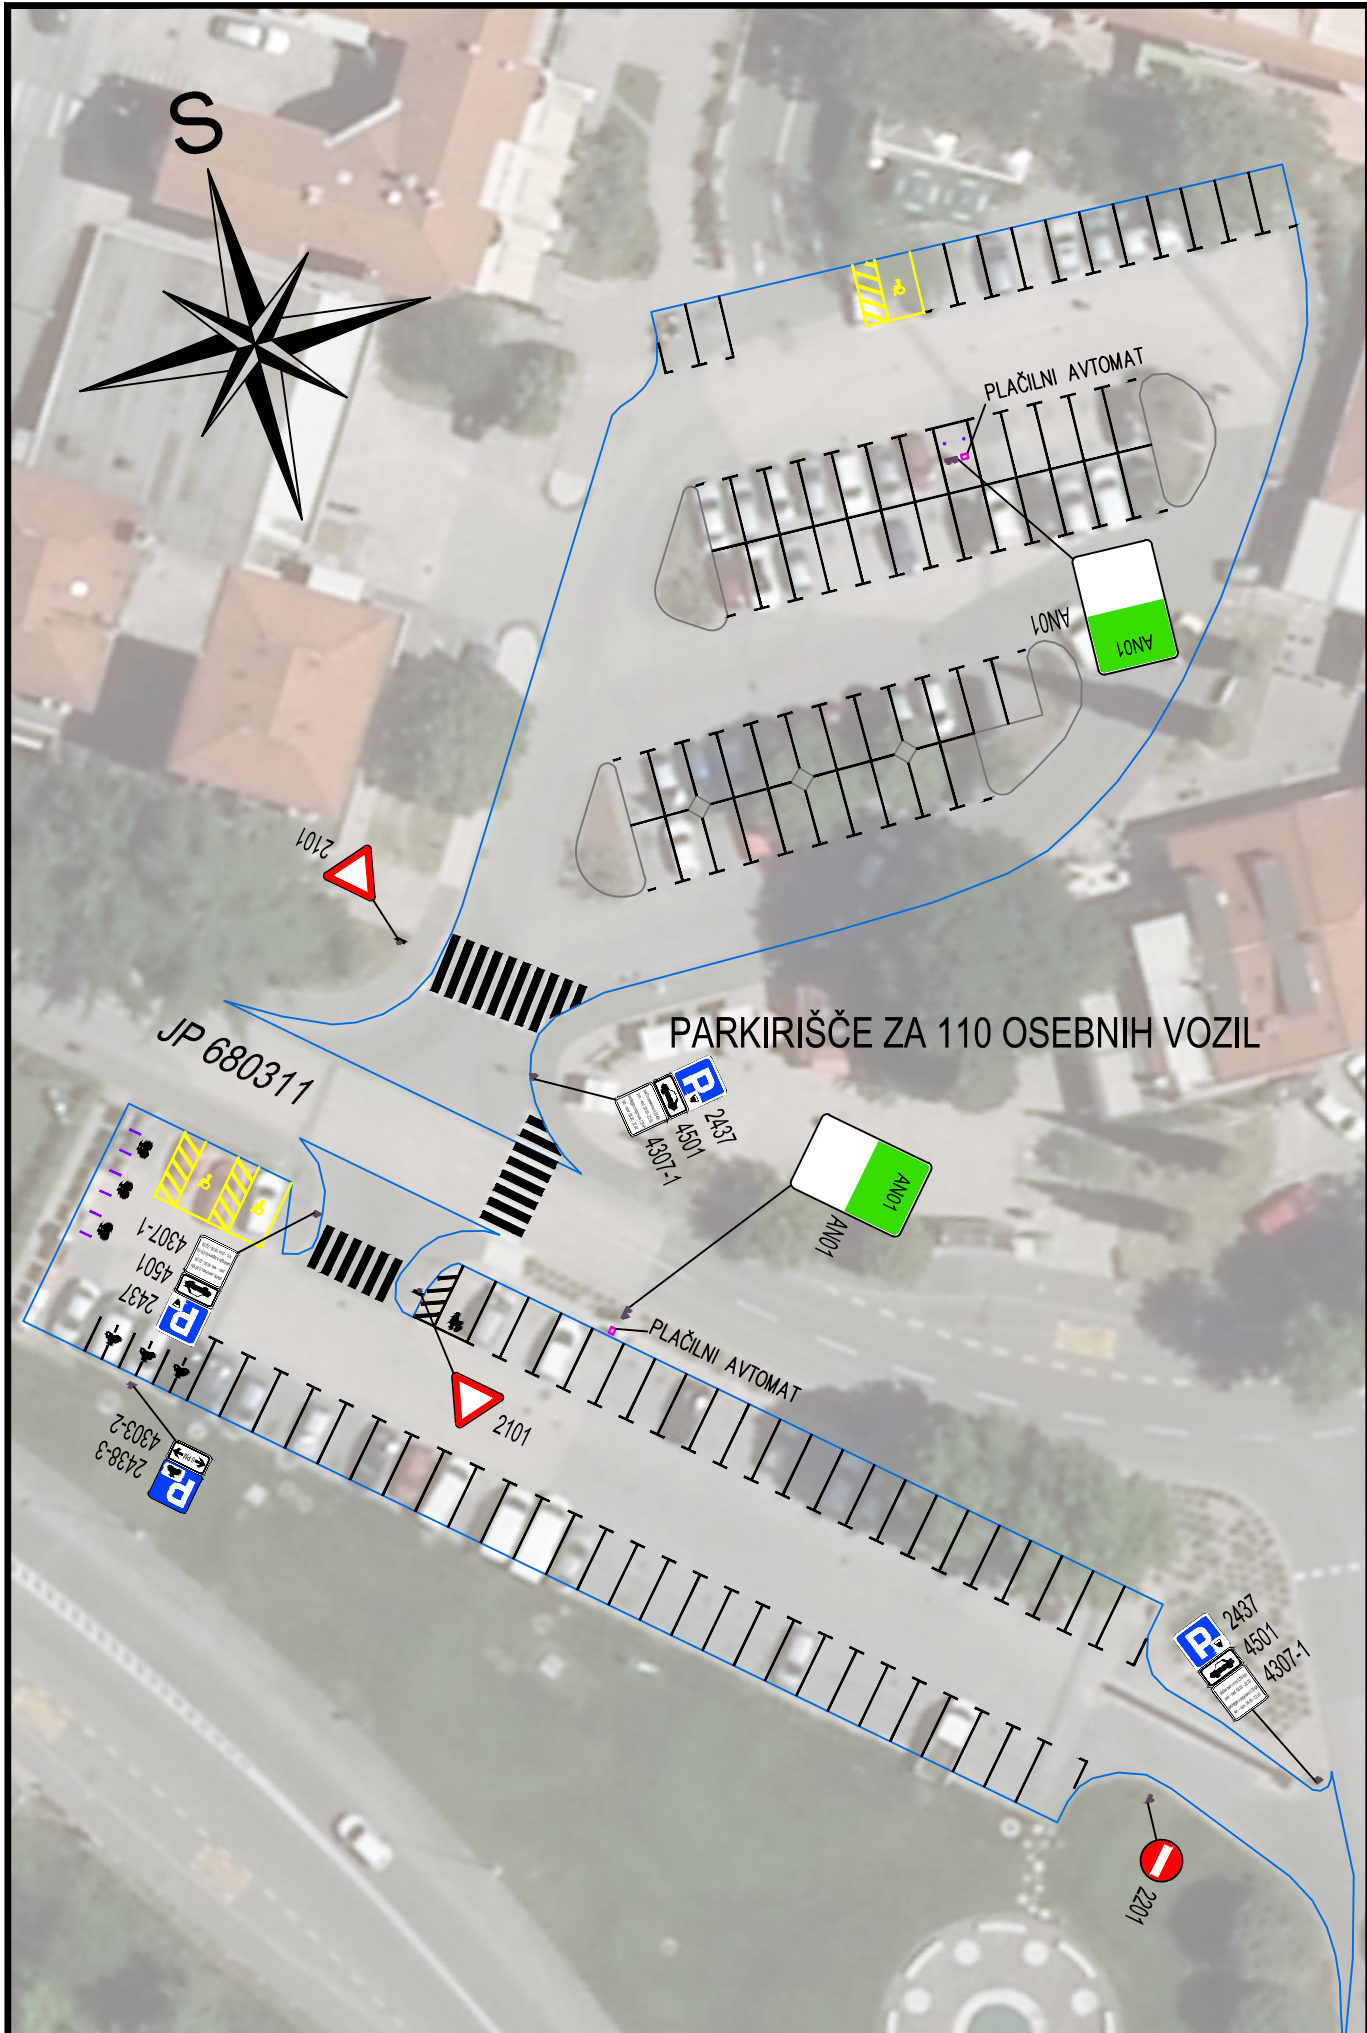 S
PLAČILNI AVTOMAT
AN01
AN01
2101
PARKIRIŠČE ZA 110 OSEBNIH VOZIL
JP 680311
P
2437
4501
4307-1
AN01
AN01
4307-1
4501
2437
P
PLAČILNI AVTOMAT
2101
4303-2
2438-3
P
P
2437
4501
4307-1
2201